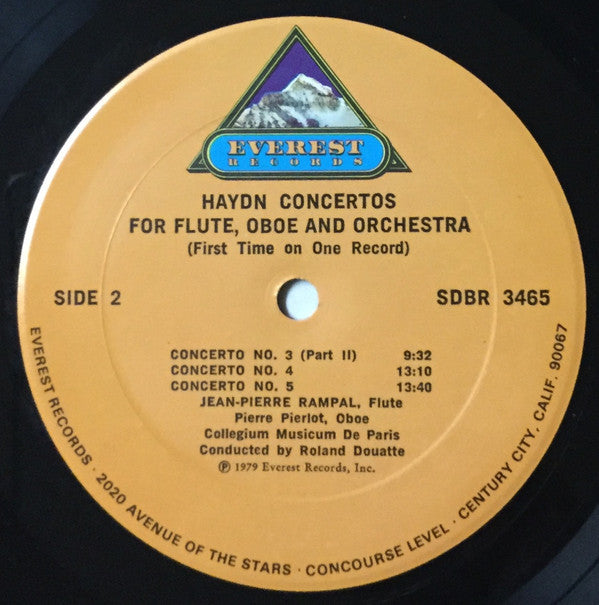 EVEREST
RECORDS
HAYDN CONCERTOS
FOR FLUTE, OBOE AND ORCHESTRA
(First Time on One Record)
SIDE 2
SDBR 3465
CONCERTO NO. 3 (Part II) 9:32
CONCERTO NO. 4 13:10
CONCERTO NO. 5 13:40
JEAN-PIERRE RAMPAL, Flute
Pierre Pierlot, Oboe
Collegium Musicum De Paris
Conducted by Roland Douatte
℗ 1979 Everest Records, Inc.
EVEREST RECORDS · 2020 AVENUE OF THE STARS · CONCOURSE LEVEL · CENTURY CITY, CALIF. 90067